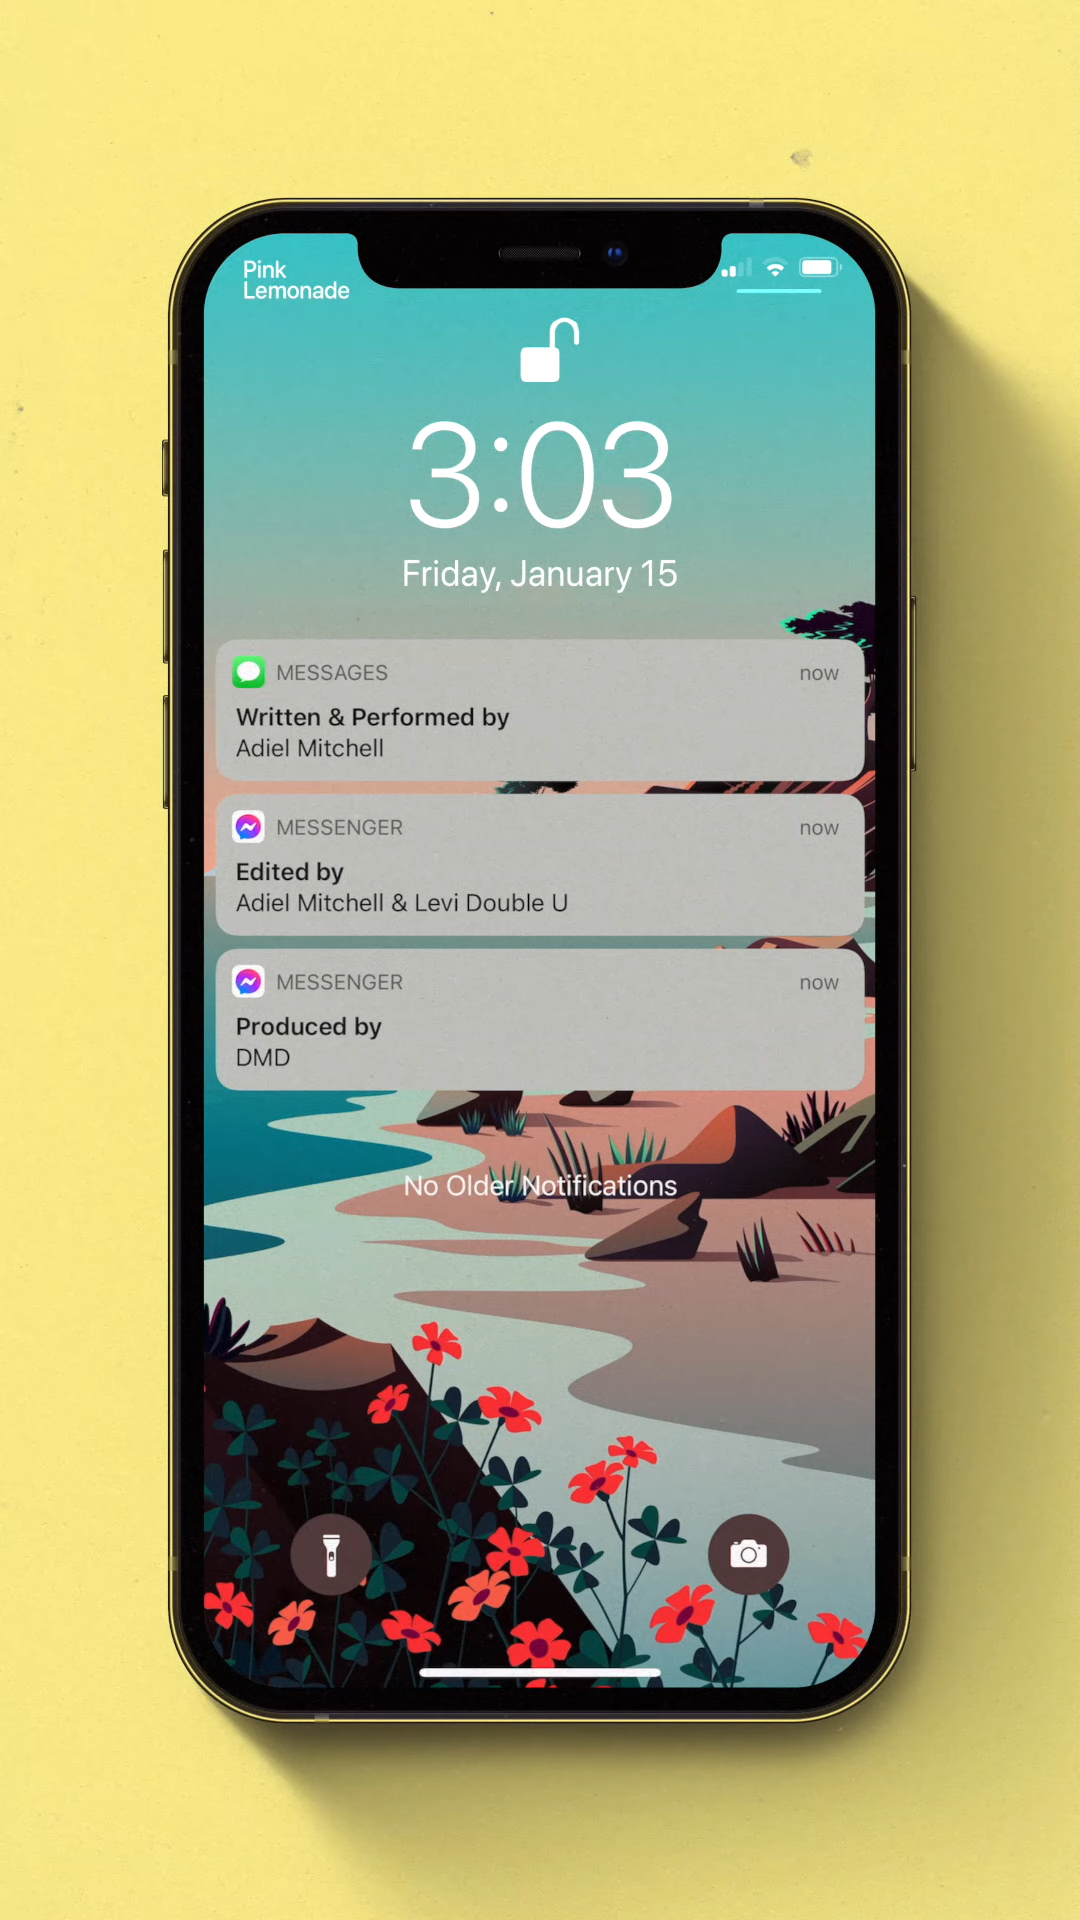 Pink
Lemonade
3:03
Friday, January 15
MESSAGES now
Written & Performed by
Adiel Mitchell
MESSENGER now
Edited by
Adiel Mitchell & Levi Double U
MESSENGER now
Produced by
DMD
No Older Notifications